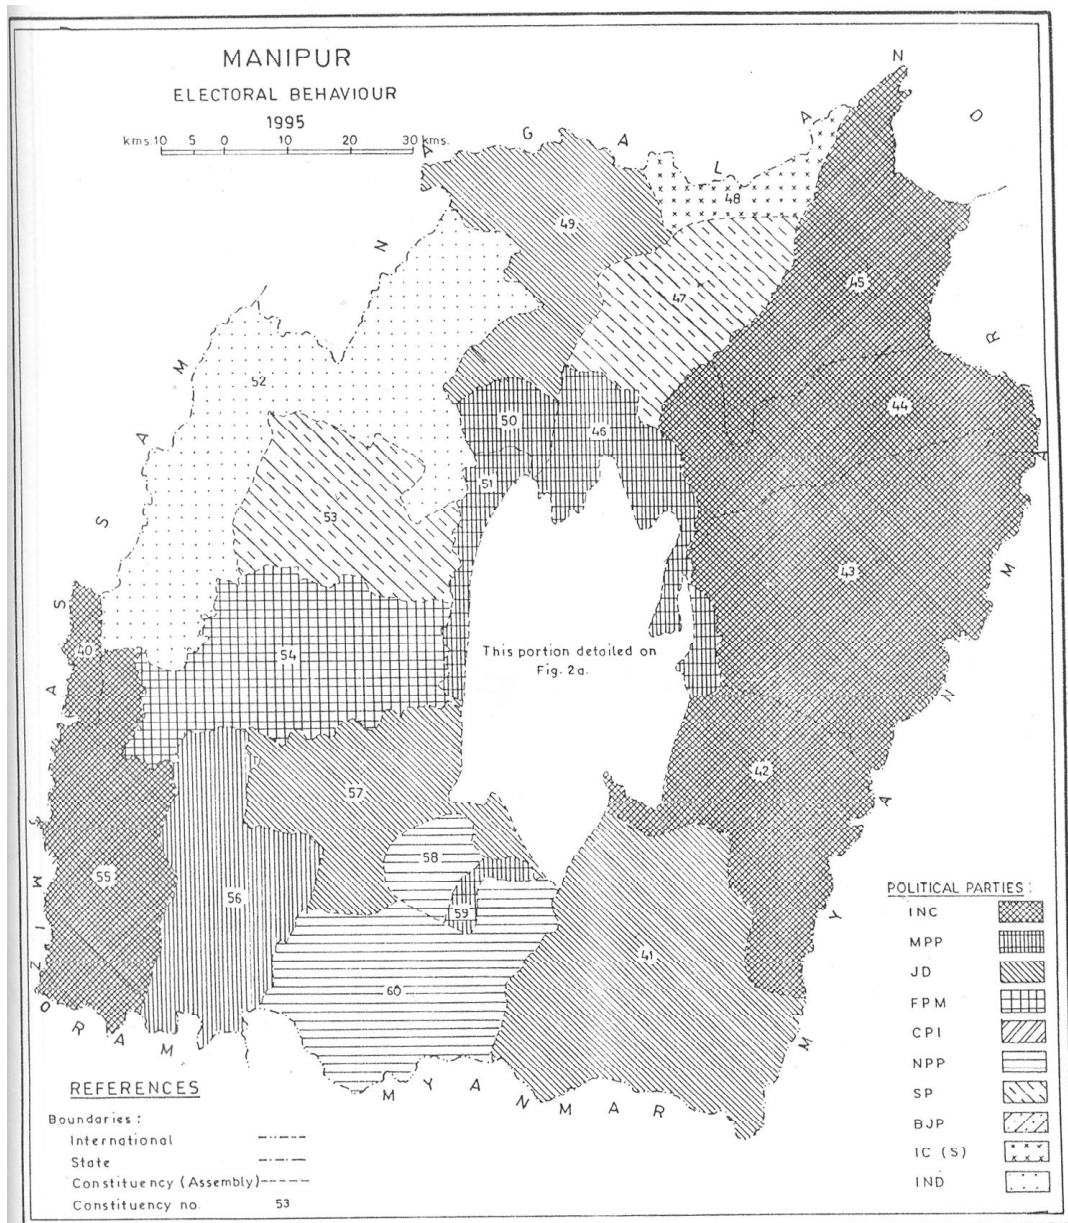 MANIPUR
ELECTORAL BEHAVIOUR
1995
kms. 10 5 0 10 20 30 kms.
N A G A L A N D
A S S A M
MIZORAM
MYANMAR
MYANMAR
49
48
47
45
52
50
46
44
51
53
43
40
54
This portion detailed on
Fig. 2a.
42
57
58
55
56
59
41
60
POLITICAL PARTIES :
INC
MPP
JD
FPM
CPI
NPP
SP
BJP
IC (S)
IND
REFERENCES
Boundaries :
International
State
Constituency (Assembly)
Constituency no. 53